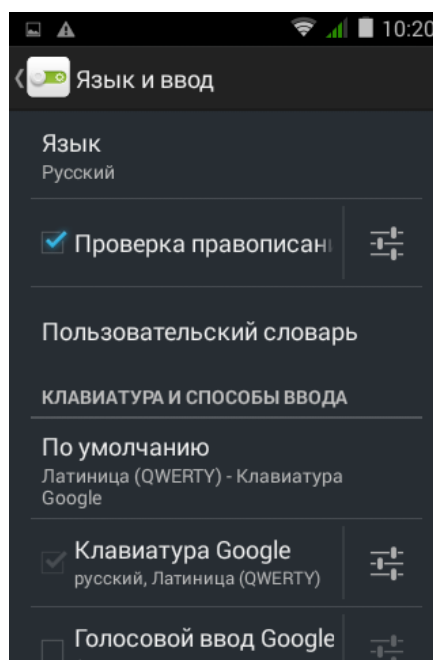 10:20
Язык и ввод
Язык
Русский
Проверка правописани
Пользовательский словарь
КЛАВИАТУРА И СПОСОБЫ ВВОДА
По умолчанию
Латиница (QWERTY) - Клавиатура
Google
Клавиатура Google
русский, Латиница (QWERTY)
Голосовой ввод Google